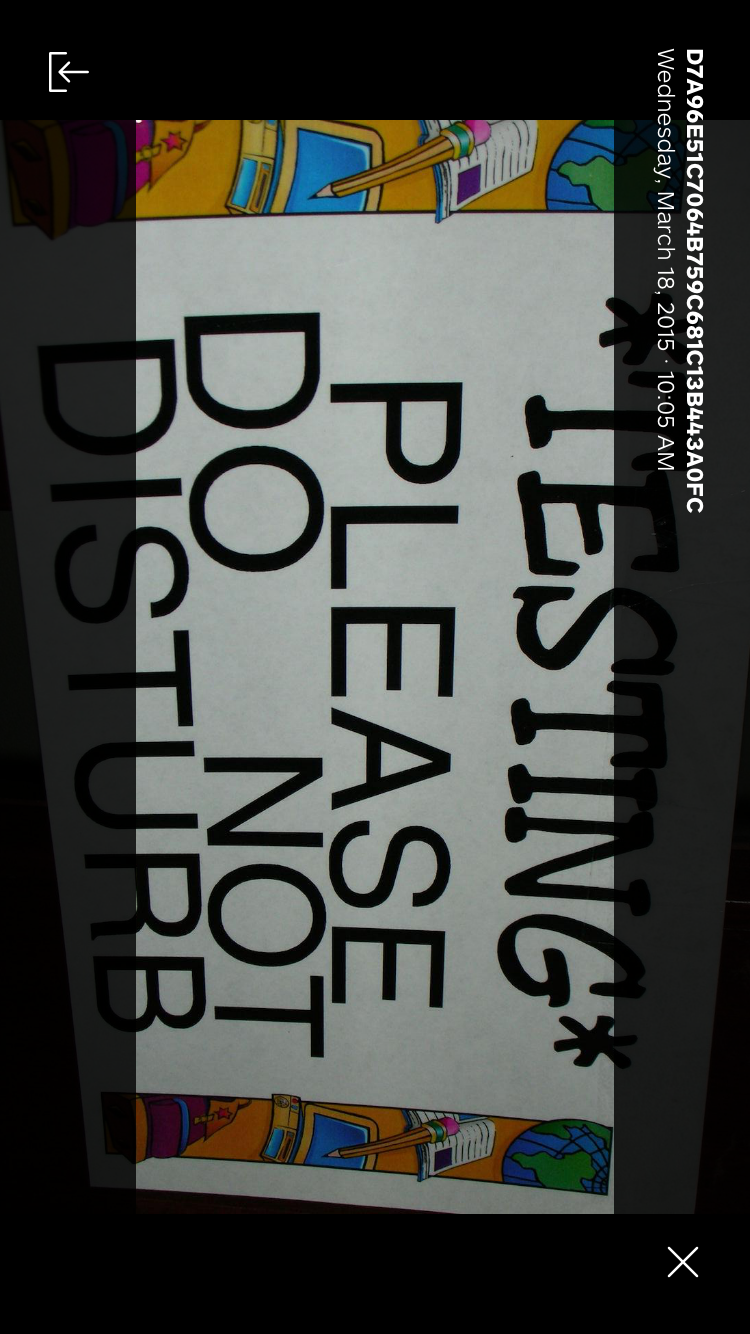 D7A96E51C7064B759C681C13B443A0FC
Wednesday, March 18, 2015 · 10:05 AM
*TESTING*
PLEASE
DO NOT
DISTURB